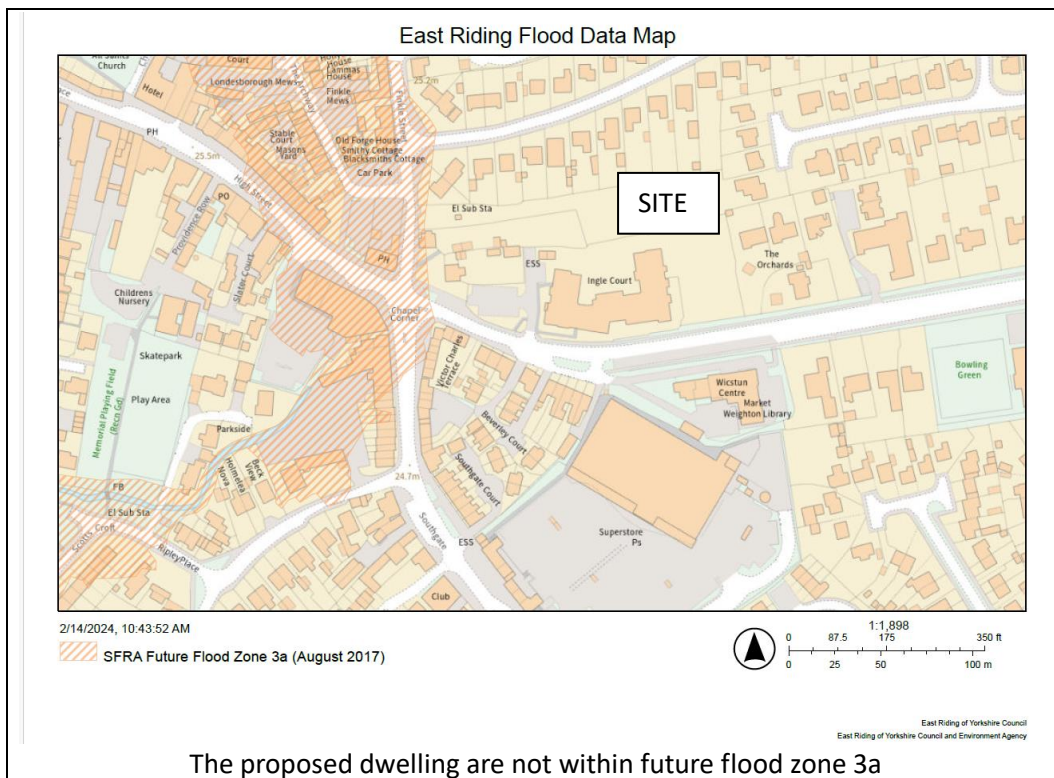 East Riding Flood Data Map
Church
Hotel
Court
Londesborough Mews
The Archway
House
Lammas
House
Finkle
Mews
Finkle Street
25.2m
PH
25.5m
Stable
Court
Masons
Yard
Old Forge House
Smithy Cottage
Blacksmiths Cottage
Car Park
High Street
PO
Providence Row
El Sub Sta
SITE
PH
Slater Court
ESS
Ingle Court
The
Orchards
Childrens
Nursery
Chapel
Corner
Skatepark
Victor Charles
Terrace
Bowling
Green
Play Area
Memorial Playing Field
(Recn Gd)
Wicstun
Centre
Market
Weighton Library
Beverley Court
Parkside
Beck
View
Holmelea
Nova
24.7m
Southgate Court
FB
El Sub Sta
Scotts Croft
Ripley Place
Southgate
ESS
Superstore
Ps
Club
2/14/2024, 10:43:52 AM
SFRA Future Flood Zone 3a (August 2017)
1:1,898
0 87.5 175 350 ft
0 25 50 100 m
East Riding of Yorkshire Council
East Riding of Yorkshire Council and Environment Agency
The proposed dwelling are not within future flood zone 3a